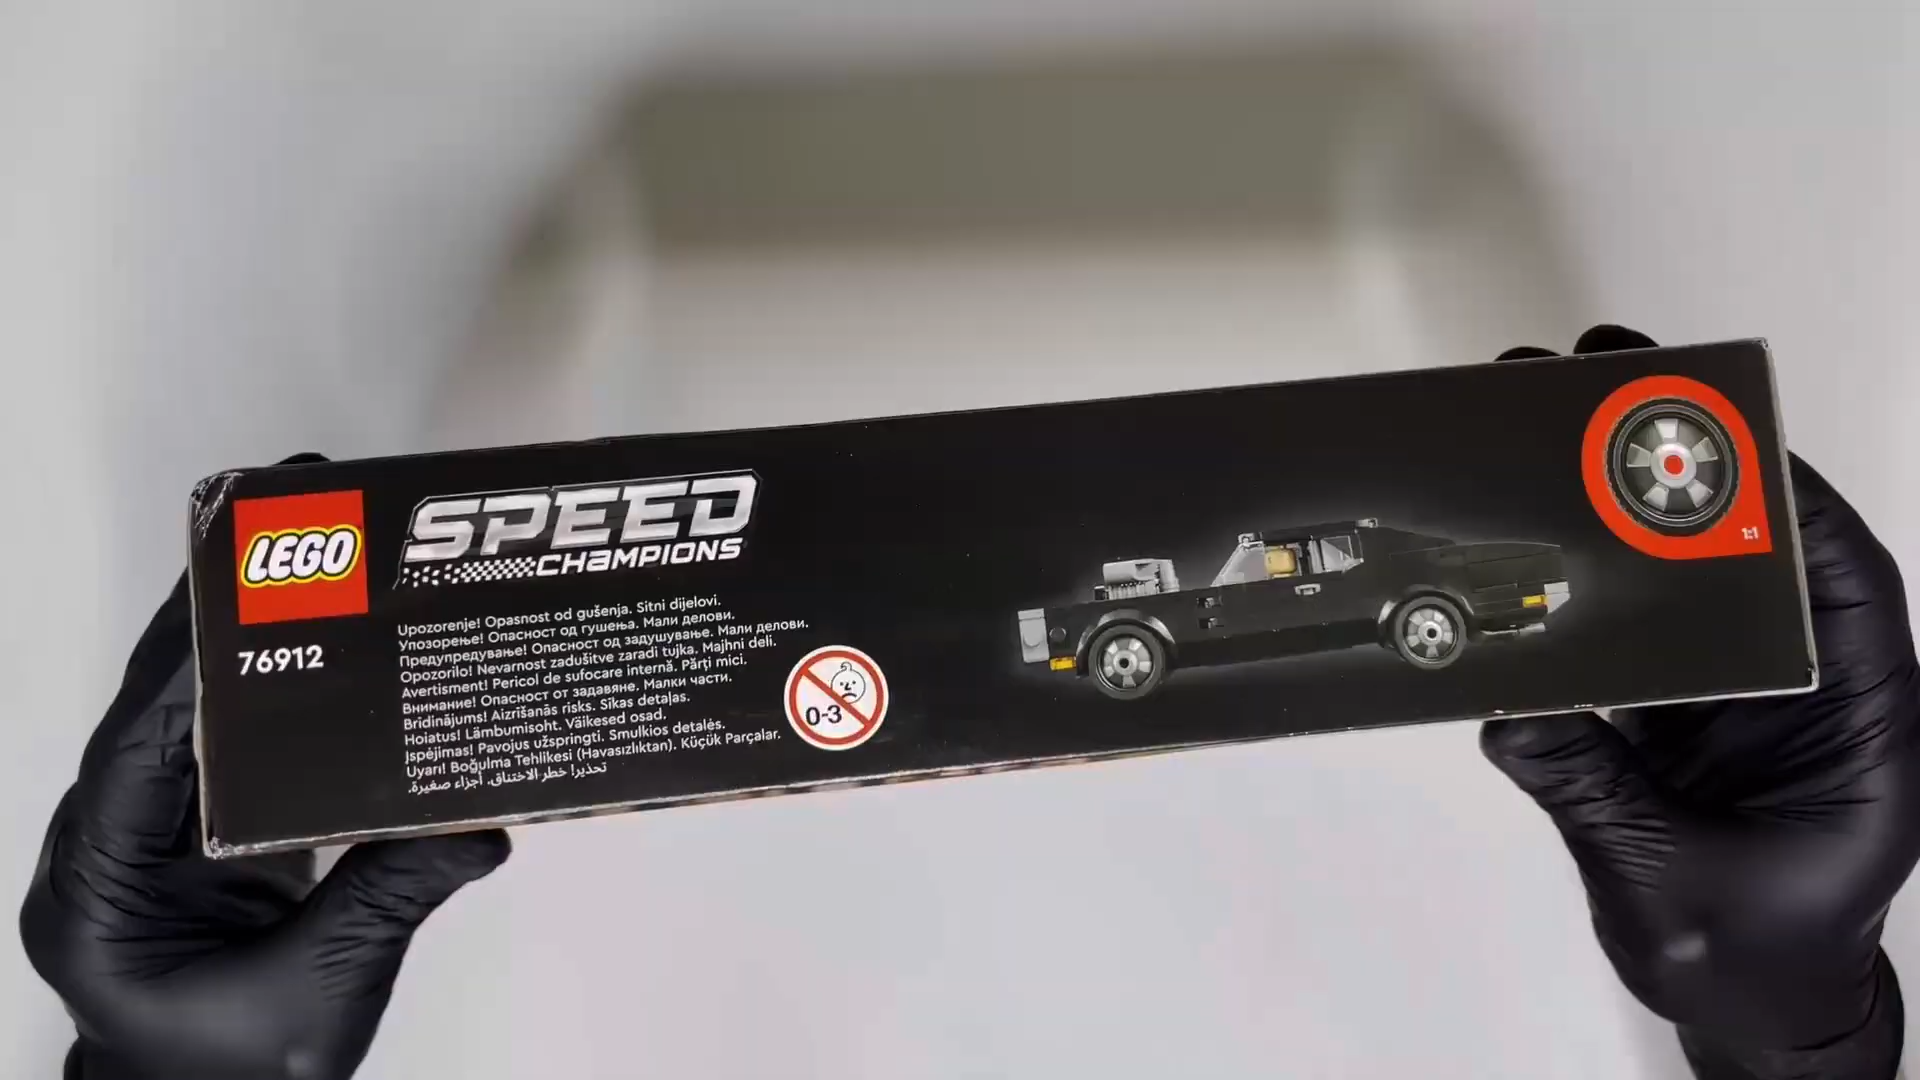 LEGO
SPEED
CHAMPIONS
76912
Upozorenje! Opasnost od gušenja. Sitni dijelovi.
Упозорење! Опасност од гушења. Мали делови.
Предупредување! Опасност од задушување. Мали делови.
Opozorilo! Nevarnost zadušitve zaradi tujka. Majhni deli.
Avertisment! Pericol de sufocare internă. Părți mici.
Внимание! Опасност от задавяне. Малки части.
Brīdinājums! Aizrīšanās risks. Sīkas detaļas.
Hoiatus! Lämbumisoht. Väikesed osad.
Įspėjimas! Pavojus užspringti. Smulkios detalės.
Uyarı! Boğulma Tehlikesi (Havasızlıktan). Küçük Parçalar.
تحذير! خطر الاختناق. أجزاء صغيرة.
0-3
1:1